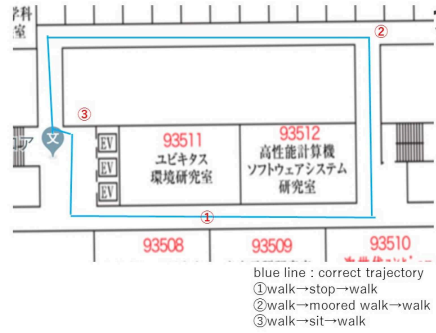 学科
室
②
③
コア
文
EV
EV
EV
93511
ユビキタス
環境研究室
93512
高性能計算機
ソフトウェアシステム
研究室
①
93508
93509
93510
blue line : correct trajectory
①walk→stop→walk
②walk→moored walk→walk
③walk→sit→walk